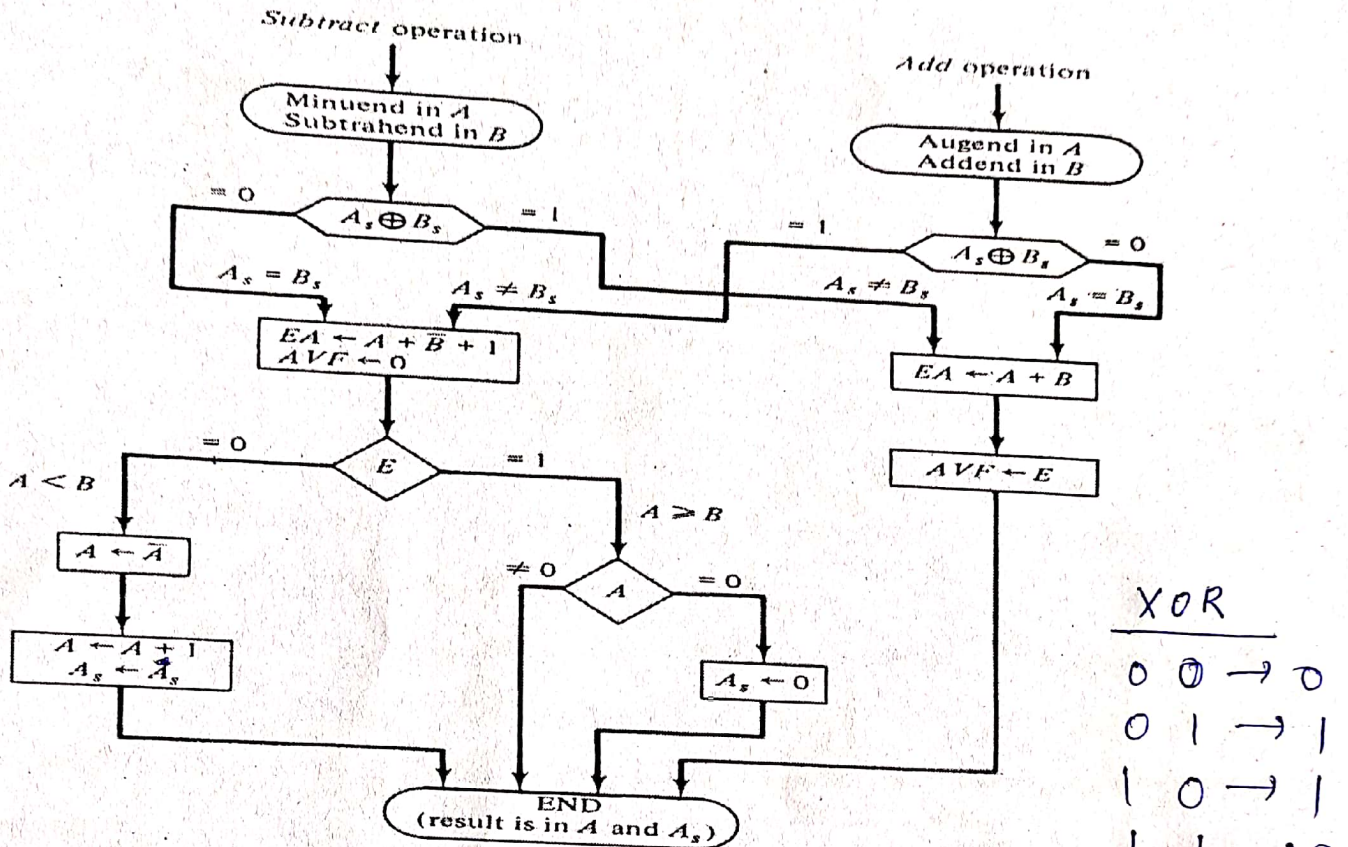 Subtract operation
Add operation
Minuend in A
Subtrahend in B
Augend in A
Addend in B
= 0
A_s ⊕ B_s
= 1
= 1
A_s ⊕ B_s
= 0
A_s = B_s
A_s ≠ B_s
A_s ≠ B_s
A_s = B_s
EA ← A + B̅ + 1
AVF ← 0
EA ← A + B
= 0
E
= 1
AVF ← E
A < B
A ≥ B
A ← A̅
≠ 0
A
= 0
A ← A + 1
A_s ← A̅_s
A_s ← 0
END
(result is in A and A_s)
XOR
0 0 → 0
0 1 → 1
1 0 → 1